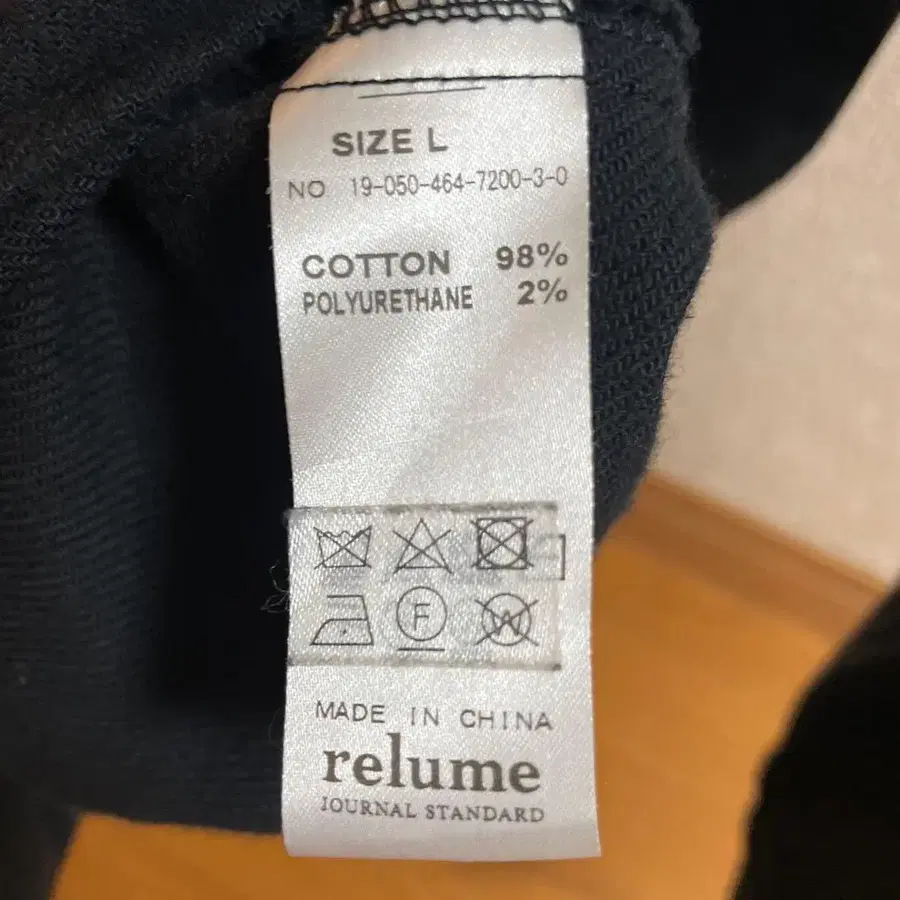 SIZE L
NO 19-050-464-7200-3-0
COTTON 98%
POLYURETHANE 2%
F
W
MADE IN CHINA
relume
JOURNAL STANDARD